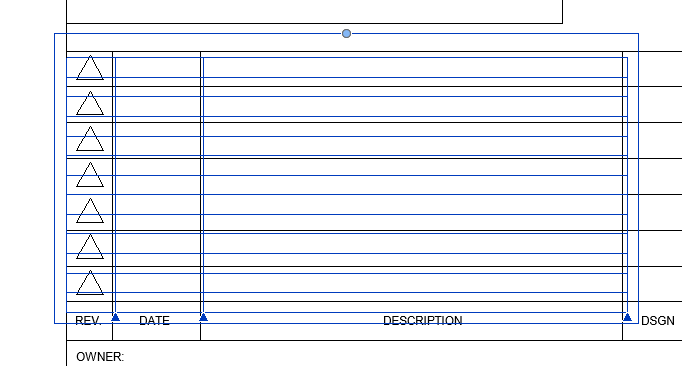 REV. DATE DESCRIPTION DSGN
OWNER: